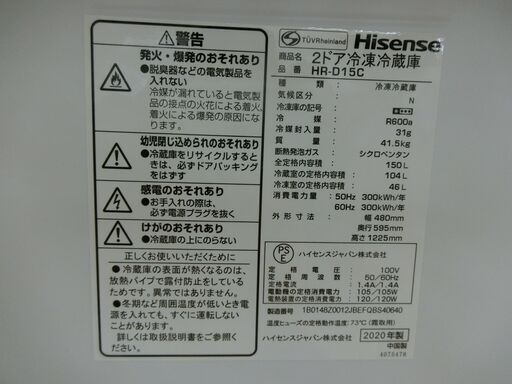 警告
発火・爆発のおそれあり
●脱臭器などの電気製品を
入れない
冷媒が漏れていると電気製
品の接点の火花による着火、
着火による爆発の原因にな
ります。
幼児閉じ込められのおそれあり
●冷蔵庫をリサイクルすると
きは、必ずドアパッキング
をはずす
感電のおそれあり
●お手入れの際は、
必ず電源プラグを抜く
けがのおそれあり
●冷蔵庫の上にのらない
正しくお使いいただくために
●冷蔵庫の表面が熱くなるのは、
放熱パイプで露付防止をしている
ためです。異常ではありません。
●冬期など周囲温度が低いとき電
源を入れても、すぐに運転しない
場合があります。
詳しくは取扱説明書をご覧ください
TÜVRheinland Hisense
商品名 2ドア冷凍冷蔵庫
品番 HR-D15C
種類 冷凍冷蔵庫
気候区分 N
冷凍庫の記号
冷媒 R600a
冷媒封入量 31g
質量 41.5kg
断熱発泡ガス シクロペンタン
全定格内容積 150L
冷蔵室の定格内容積 104L
冷凍室の定格内容積 46L
消費電力量 50Hz 300kWh/年
60Hz 300kWh/年
外形寸法 幅 480mm
奥行 595mm
高さ 1225mm
PSE ハイセンスジャパン株式会社
定格電圧 100V
定格周波数 50/60Hz
定格電流 1.4A/1.4A
電動機の定格消費電力 105/105W
電熱装置の定格消費電力 120/120W
製造番号 1B0148Z0012JBEFQBS40640
温度ヒューズの定格動作温度:73℃(霜取用)
ハイセンスジャパン株式会社
2020年製
中国製
4070478